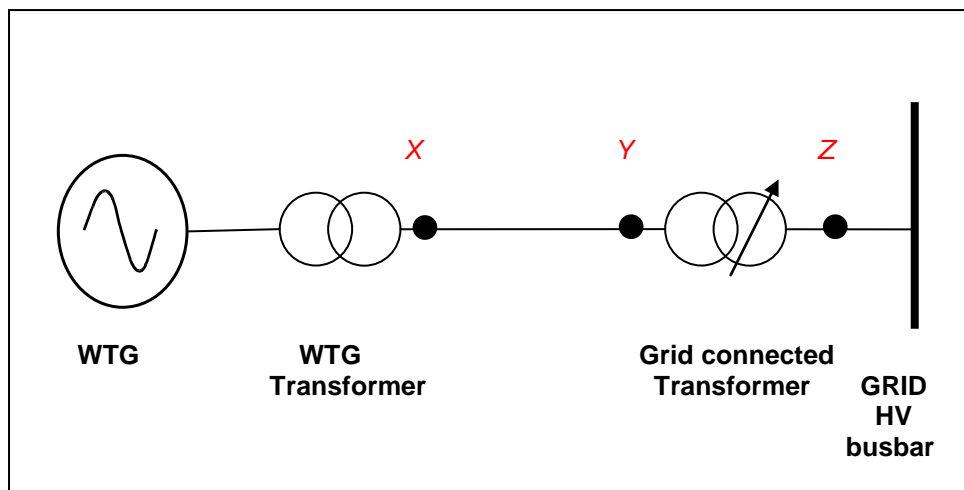 X
Y
Z
WTG
WTG
Transformer
Grid connected
Transformer
GRID
HV
busbar